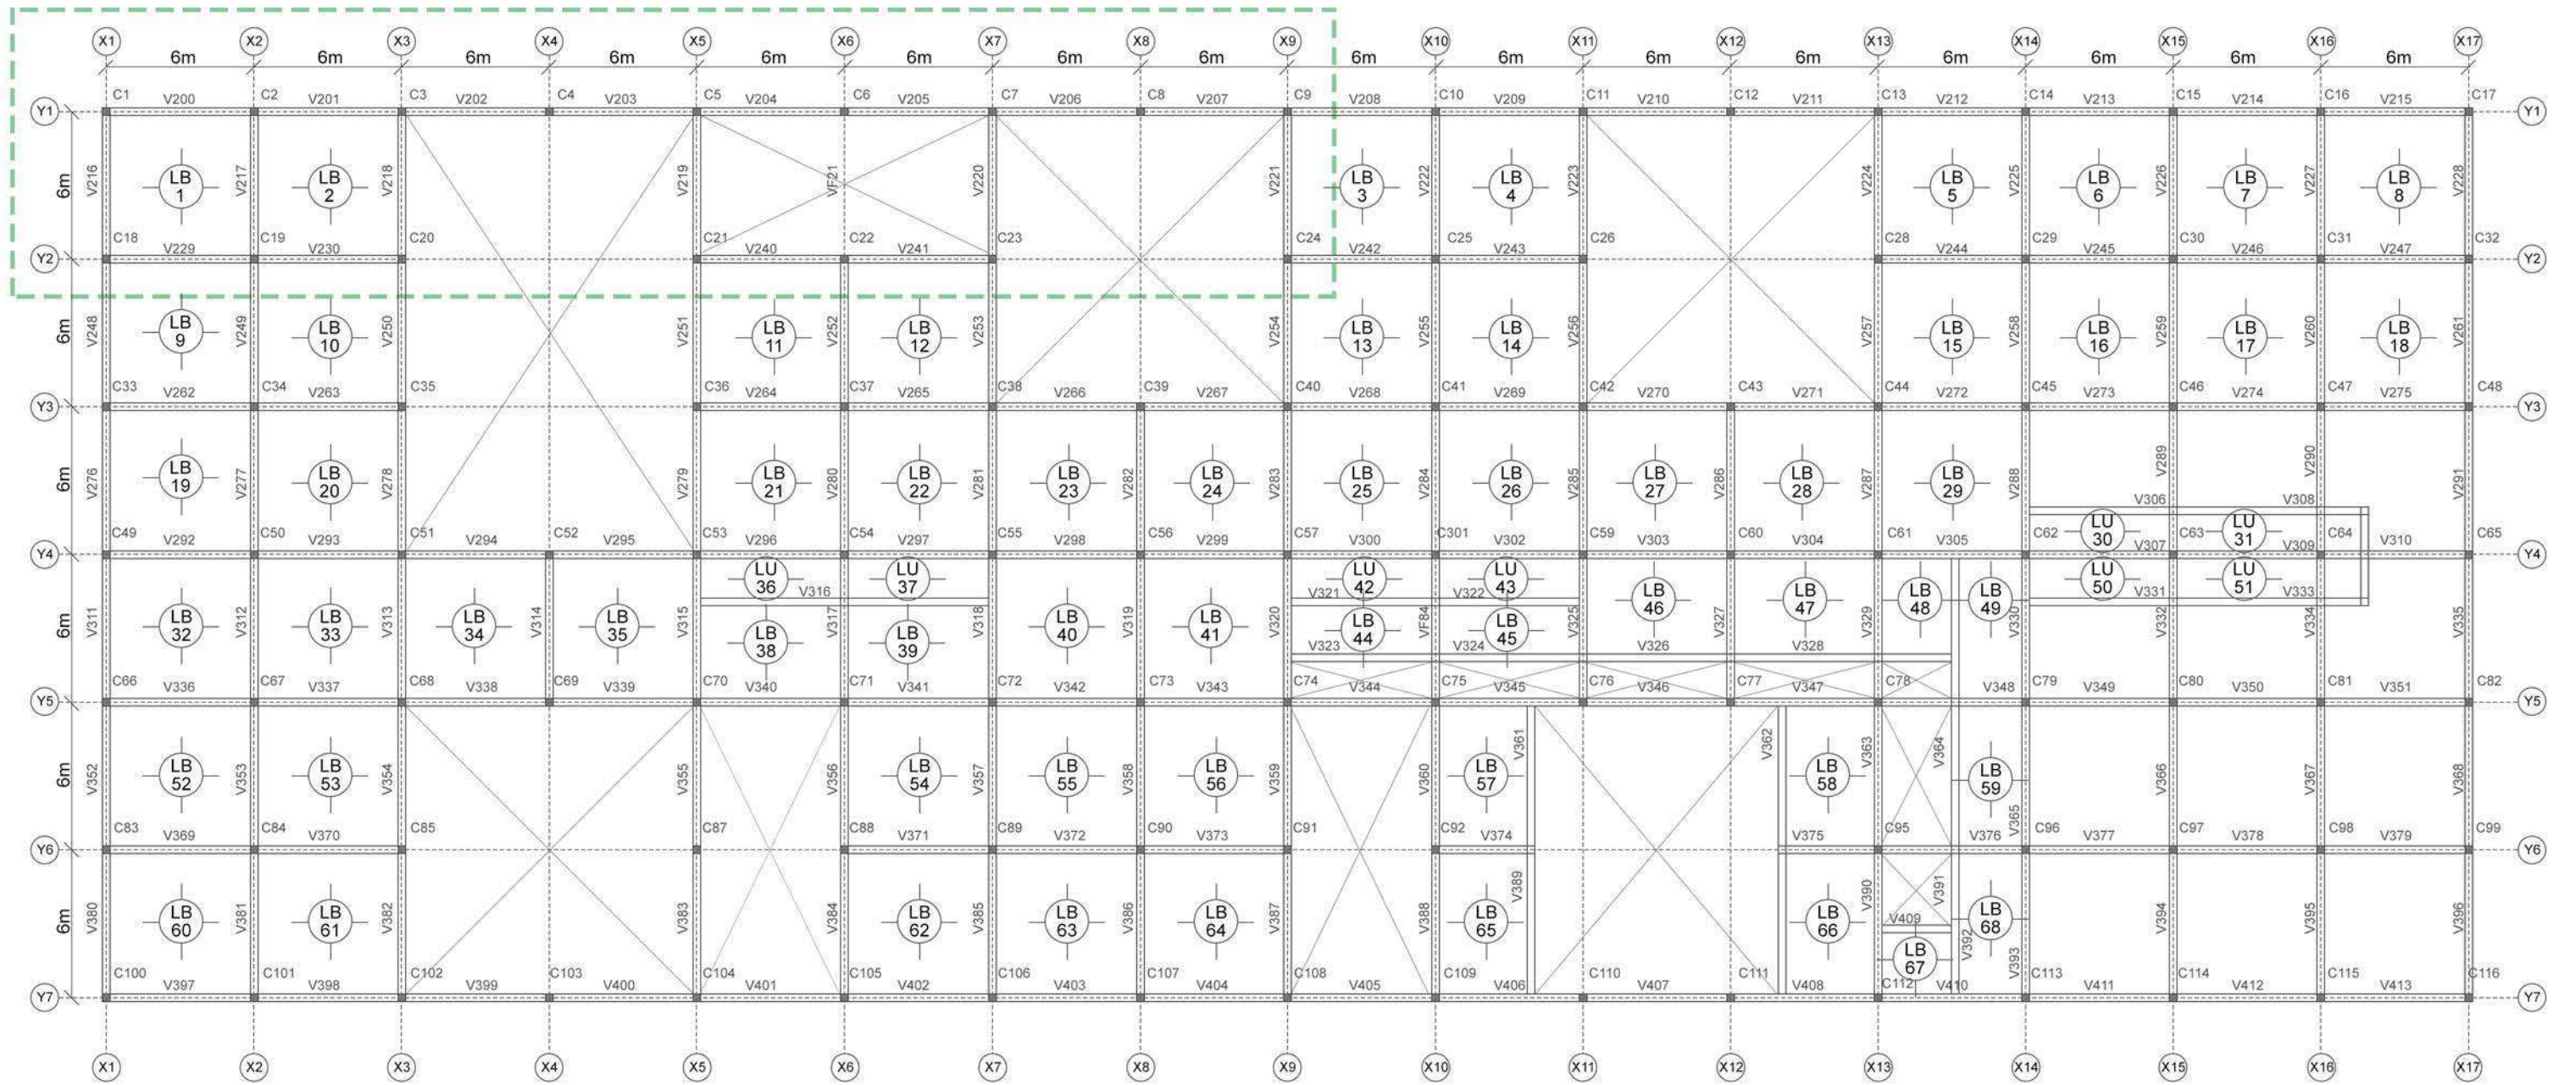 X1 X2 X3 X4 X5 X6 X7 X8 X9 X10 X11 X12 X13 X14 X15 X16 X17
6m 6m 6m 6m 6m 6m 6m 6m 6m 6m 6m 6m 6m 6m 6m 6m
C1 V200 C2 V201 C3 V202 C4 V203 C5 V204 C6 V205 C7 V206 C8 V207 C9 V208 C10 V209 C11 V210 C12 V211 C13 V212 C14 V213 C15 V214 C16 V215 C17
Y1 Y1
6m V216 LB 1 V217 LB 2 V218 V219 VF21 V220 V221 LB 3 V222 LB 4 V223 V224 LB 5 V225 LB 6 V226 LB 7 V227 LB 8 V228
C18 V229 C19 V230 C20 C21 V240 C22 V241 C23 C24 V242 C25 V243 C26 C28 V244 C29 V245 C30 V246 C31 V247 C32
Y2 Y2
6m V248 LB 9 V249 LB 10 V250 V251 LB 11 V252 LB 12 V253 V254 LB 13 V255 LB 14 V256 V257 LB 15 V258 LB 16 V259 LB 17 V260 LB 18 V261
C33 V262 C34 V263 C35 C36 V264 C37 V265 C38 V266 C39 V267 C40 V268 C41 V269 C42 V270 C43 V271 C44 V272 C45 V273 C46 V274 C47 V275 C48
Y3 Y3
6m V276 LB 19 V277 LB 20 V278 V279 LB 21 V280 LB 22 V281 LB 23 V282 LB 24 V283 LB 25 V284 LB 26 V285 LB 27 V286 LB 28 V287 LB 29 V288 V289 V290 V291
V306 V308
LU 30 LU 31
C49 V292 C50 V293 C51 V294 C52 V295 C53 V296 C54 V297 C55 V298 C56 V299 C57 V300 C301 V302 C59 V303 C60 V304 C61 V305 C62 V307 C63 V309 C64 V310 C65
Y4 Y4
LU 36 LU 37 LU 42 LU 43 LU 50 LU 51
V316 V321 V322 V331 V333
6m V311 LB 32 V312 LB 33 V313 LB 34 V314 LB 35 V315 LB 38 V317 LB 39 V318 LB 40 V319 LB 41 V320 LB 44 VF84 LB 45 V325 LB 46 V327 LB 47 V329 LB 48 LB 49 V330 V332 V334 V335
V323 V324 V326 V328
C66 V336 C67 V337 C68 V338 C69 V339 C70 V340 C71 V341 C72 V342 C73 V343 C74 V344 C75 V345 C76 V346 C77 V347 C78 V348 C79 V349 C80 V350 C81 V351 C82
Y5 Y5
6m V352 LB 52 V353 LB 53 V354 V355 V356 LB 54 V357 LB 55 V358 LB 56 V359 V360 LB 57 V361 V362 LB 58 V363 V364 LB 59 V365 V366 V367 V368
C83 V369 C84 V370 C85 C87 C88 V371 C89 V372 C90 V373 C91 C92 V374 V375 C95 V376 C96 V377 C97 V378 C98 V379 C99
Y6 Y6
6m V380 LB 60 V381 LB 61 V382 V383 V384 LB 62 V385 LB 63 V386 LB 64 V387 V388 LB 65 V389 LB 66 V390 V391 V409 LB 67 V392 LB 68 V393 V394 V395 V396
C100 V397 C101 V398 C102 V399 C103 V400 C104 V401 C105 V402 C106 V403 C107 V404 C108 V405 C109 V406 C110 V407 C111 V408 C112 V410 C113 V411 C114 V412 C115 V413 C116
Y7 Y7
X1 X2 X3 X4 X5 X6 X7 X8 X9 X10 X11 X12 X13 X14 X15 X16 X17